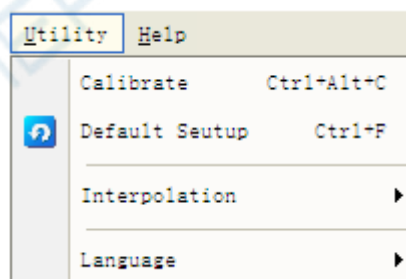 Utility Help
Calibrate Ctrl+Alt+C
Default Seutup Ctrl+F
Interpolation
Language